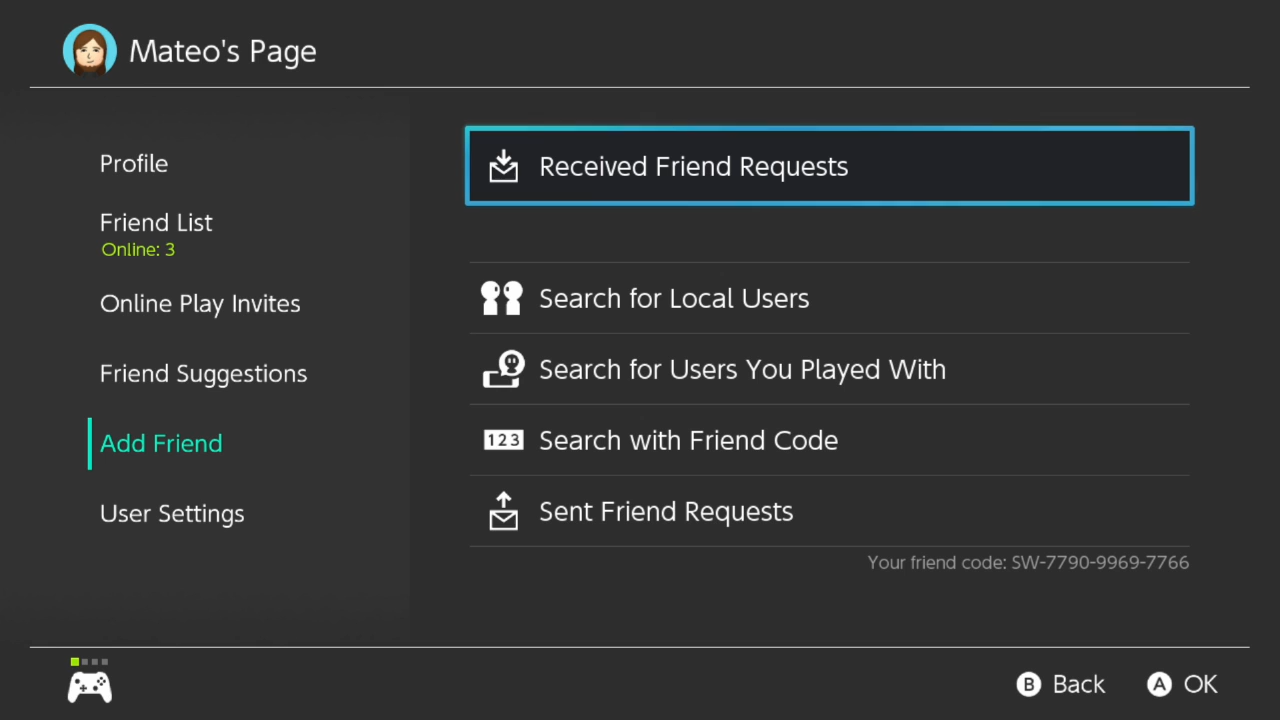 Mateo's Page
Profile
Friend List
Online: 3
Online Play Invites
Friend Suggestions
Add Friend
User Settings
Received Friend Requests
Search for Local Users
Search for Users You Played With
123 Search with Friend Code
Sent Friend Requests
Your friend code: SW-7790-9969-7766
B Back
A OK